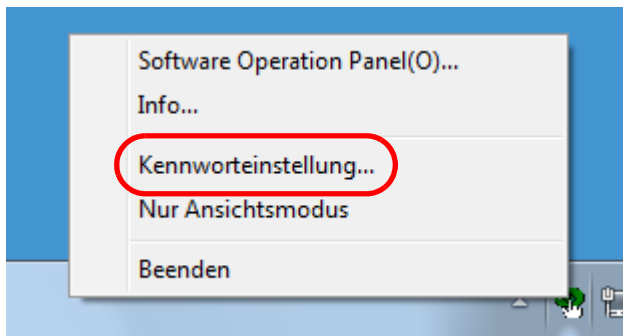 Software Operation Panel(O)...
Info...
Kennworteinstellung...
Nur Ansichtsmodus
Beenden